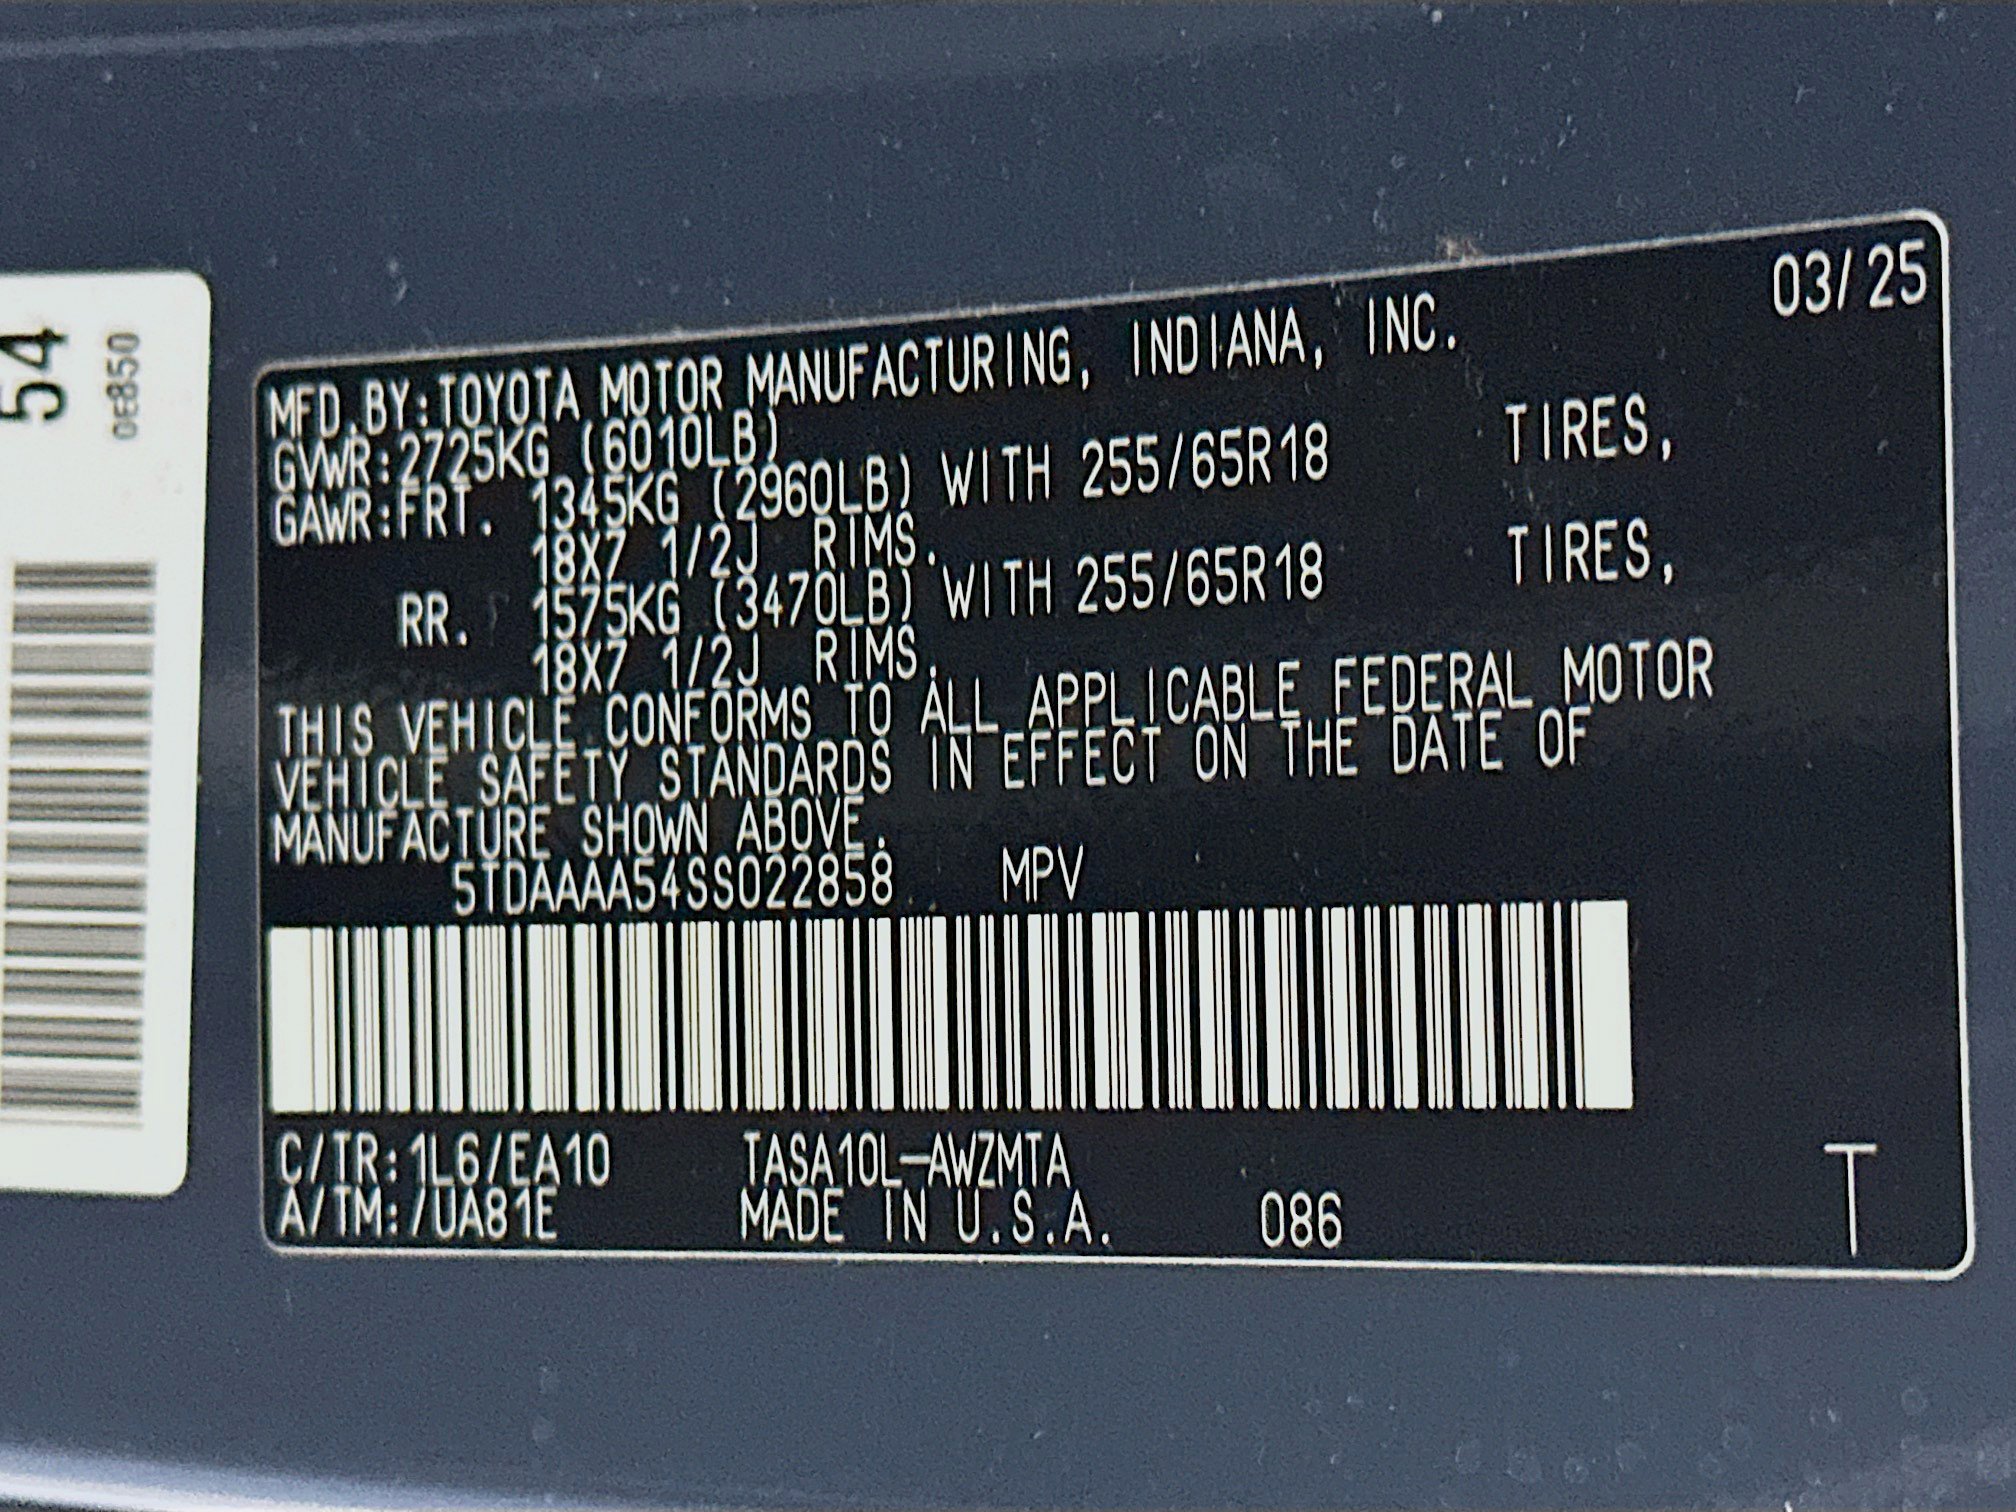 54
0E850
03/25
MFD.BY:TOYOTA MOTOR MANUFACTURING, INDIANA, INC.
GVWR:2725KG (6010LB)
GAWR:FRT. 1345KG (2960LB) WITH 255/65R18 TIRES,
18X7 1/2J RIMS.
RR. 1575KG (3470LB) WITH 255/65R18 TIRES,
18X7 1/2J RIMS.
THIS VEHICLE CONFORMS TO ALL APPLICABLE FEDERAL MOTOR
VEHICLE SAFETY STANDARDS IN EFFECT ON THE DATE OF
MANUFACTURE SHOWN ABOVE.
5TDAAAA54SS022858 MPV
C/TR:1L6/EA10 TASA10L-AWZMTA
A/TM:/UA81E MADE IN U.S.A. 086 T